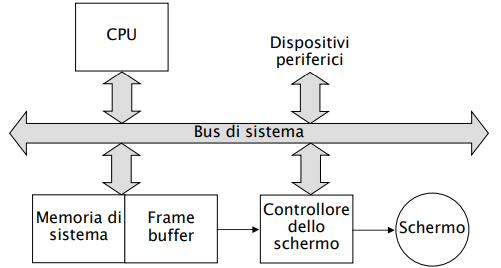 CPU
Dispositivi
periferici
Bus di sistema
Memoria di
sistema
Frame
buffer
Controllore
dello
schermo
Schermo